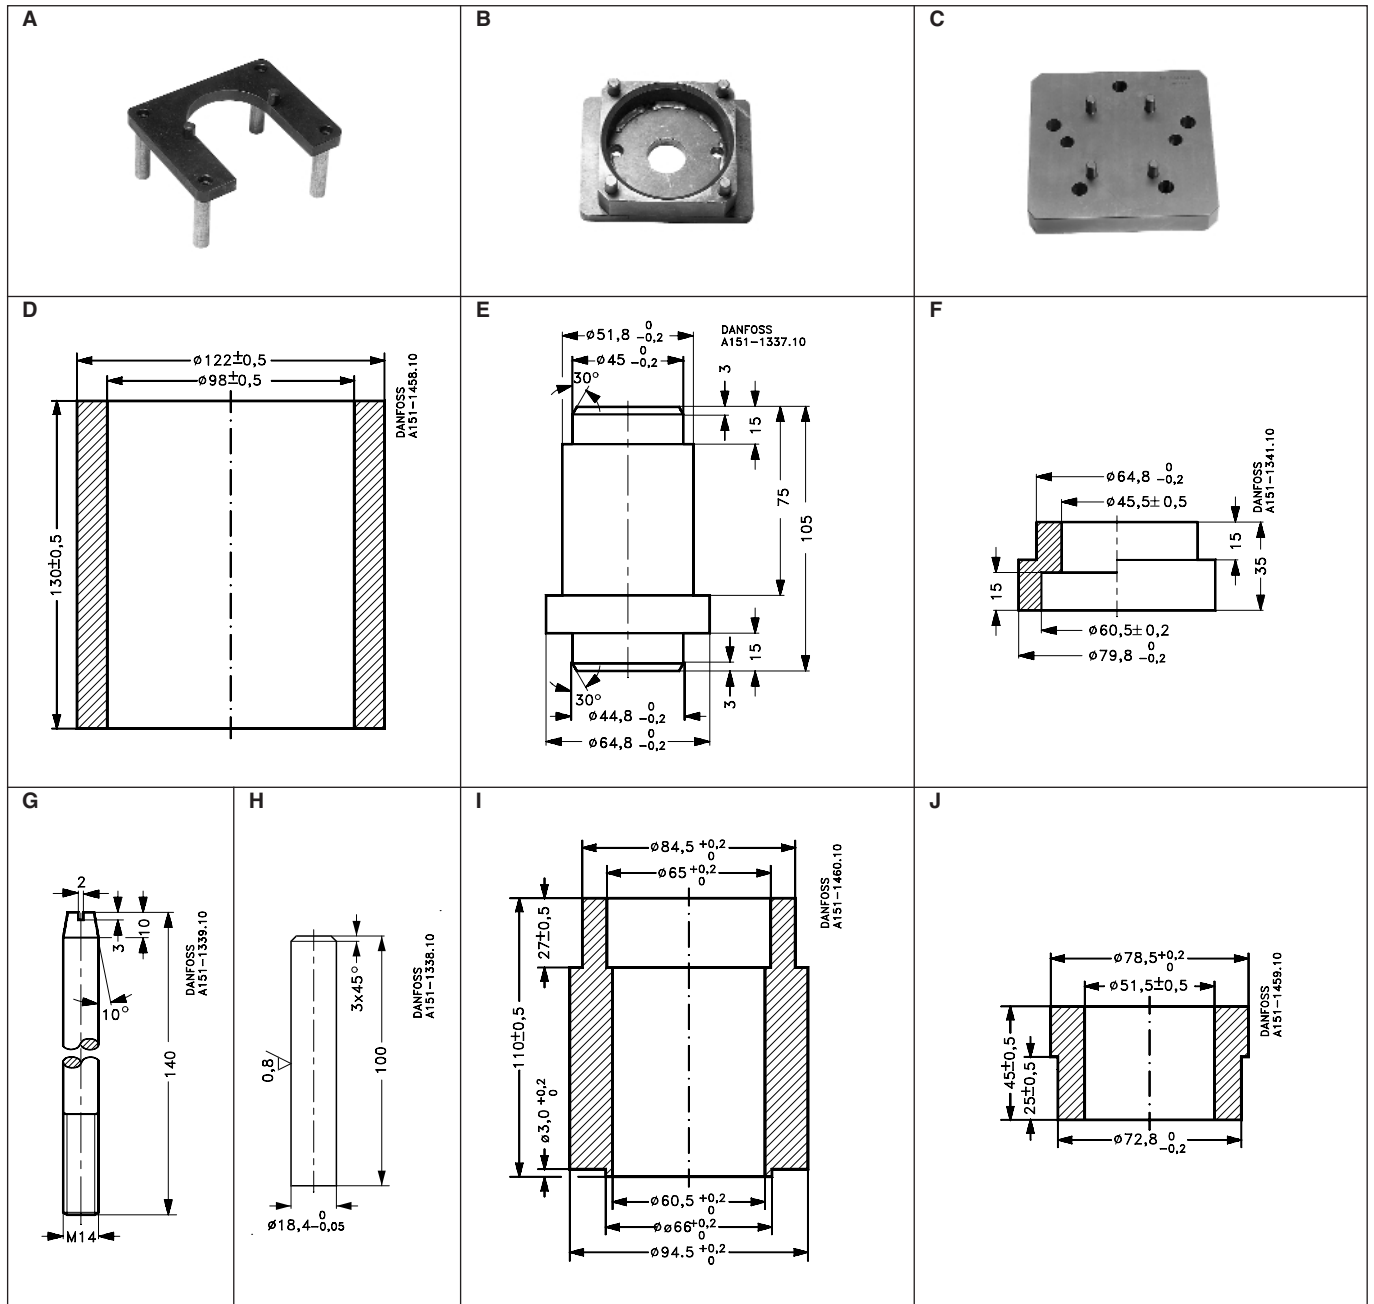 A
B
C
D
ø122±0,5
ø98±0,5
130±0,5
DANFOSS
A151-1458.10
E
ø51,8 0 -0,2
ø45 0 -0,2
30°
3
15
75
105
15
3
30°
ø44,8 0 -0,2
ø64,8 0 -0,2
DANFOSS
A151-1337.10
F
ø64,8 0 -0,2
ø45,5±0,5
15
35
15
ø60,5±0,2
ø79,8 0 -0,2
DANFOSS
A151-1341.10
G
2
3
10
10°
140
M14
DANFOSS
A151-1339.10
H
3x45°
0,8
100
ø18,4 0 -0,05
DANFOSS
A151-1338.10
I
ø84,5 +0,2 0
ø65 +0,2 0
27±0,5
110±0,5
ø3,0 +0,2 0
ø60,5 +0,2 0
øø66 +0,2 0
ø94.5 +0,2 0
DANFOSS
A151-1460.10
J
ø78,5 +0,2 0
ø51,5±0,5
45±0,5
25±0,5
ø72,8 0 -0,2
DANFOSS
A151-1459.10